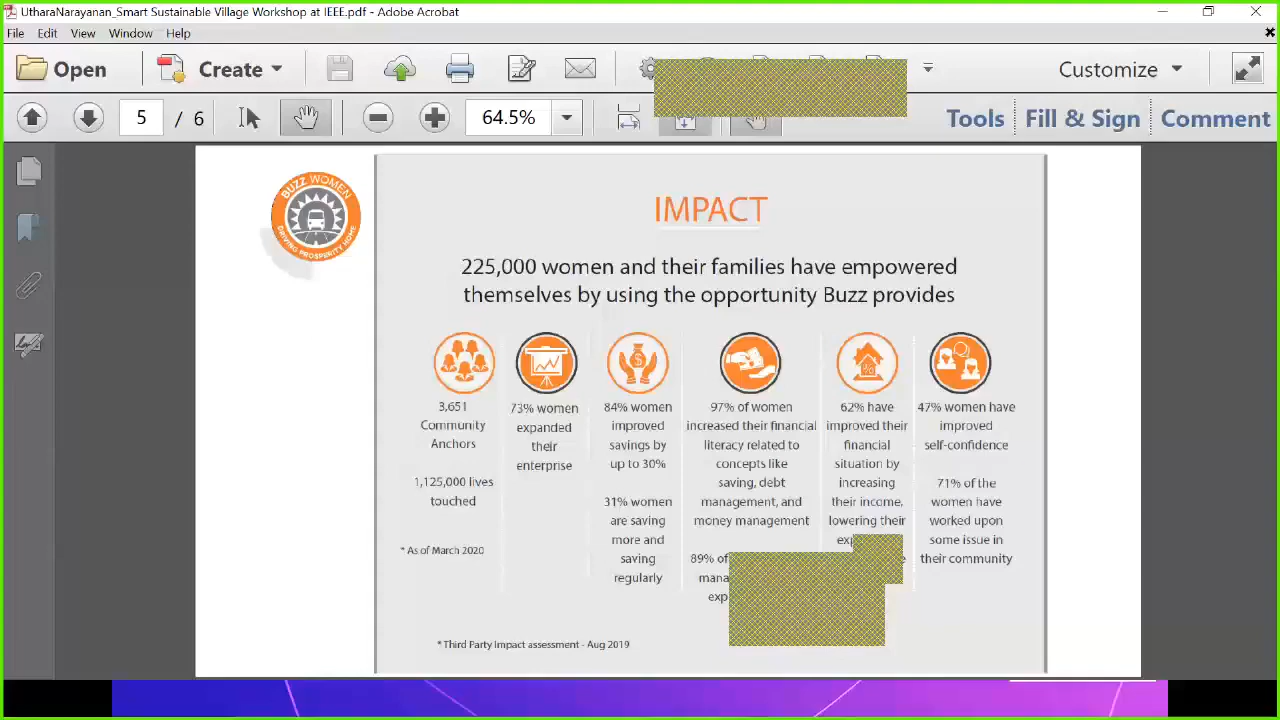 UtharaNarayanan_Smart Sustainable Village Workshop at IEEE.pdf - Adobe Acrobat
File Edit View Window Help
Open Create Customize
5 / 6 64.5% Tools Fill & Sign Comment
BUZZ WOMEN
DRIVING PROSPERITY HOME
IMPACT
225,000 women and their families have empowered
themselves by using the opportunity Buzz provides
3,651
Community
Anchors
1,125,000 lives
touched
* As of March 2020
73% women
expanded
their
enterprise
84% women
improved
savings by
up to 30%
31% women
are saving
more and
saving
regularly
97% of women
increased their financial
literacy related to
concepts like
saving, debt
management, and
money management
89% of
62% have
improved their
financial
situation by
increasing
their income,
lowering their
47% women have
improved
self-confidence
71% of the
women have
worked upon
some issue in
their community
* Third Party Impact assessment - Aug 2019